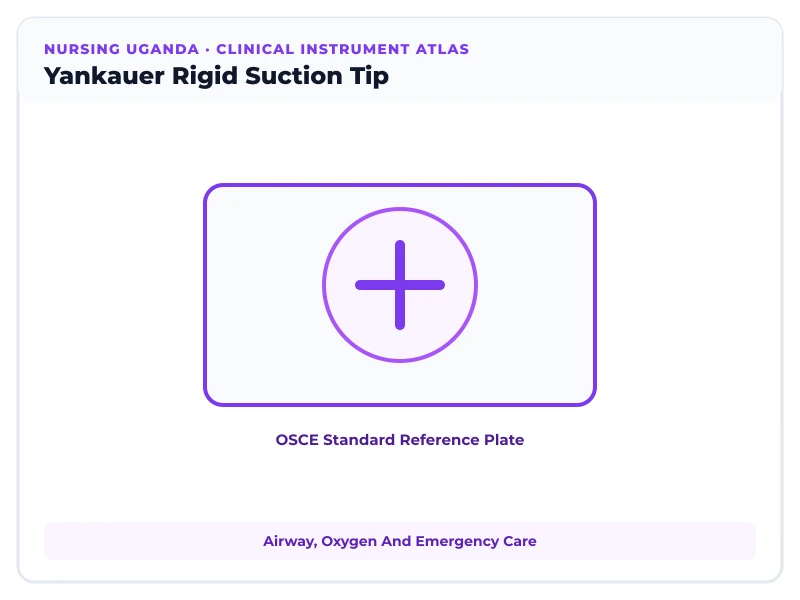 NURSING UGANDA · CLINICAL INSTRUMENT ATLAS
Yankauer Rigid Suction Tip
OSCE Standard Reference Plate
Airway, Oxygen And Emergency Care